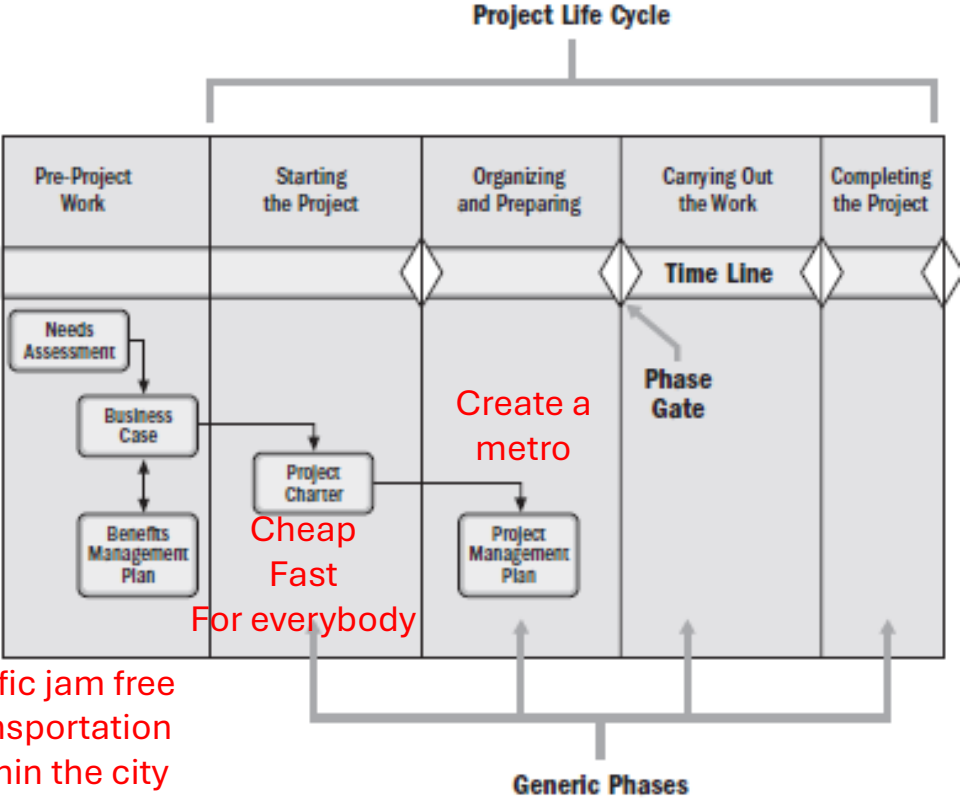 Project Life Cycle
Pre-Project
Work
Starting
the Project
Organizing
and Preparing
Carrying Out
the Work
Completing
the Project
Time Line
Needs
Assessment
Business
Case
Benefits
Management
Plan
Project
Charter
Cheap
Fast
For everybody
Create a
metro
Project
Management
Plan
Phase
Gate
fic jam free
nsportation
hin the city
Generic Phases